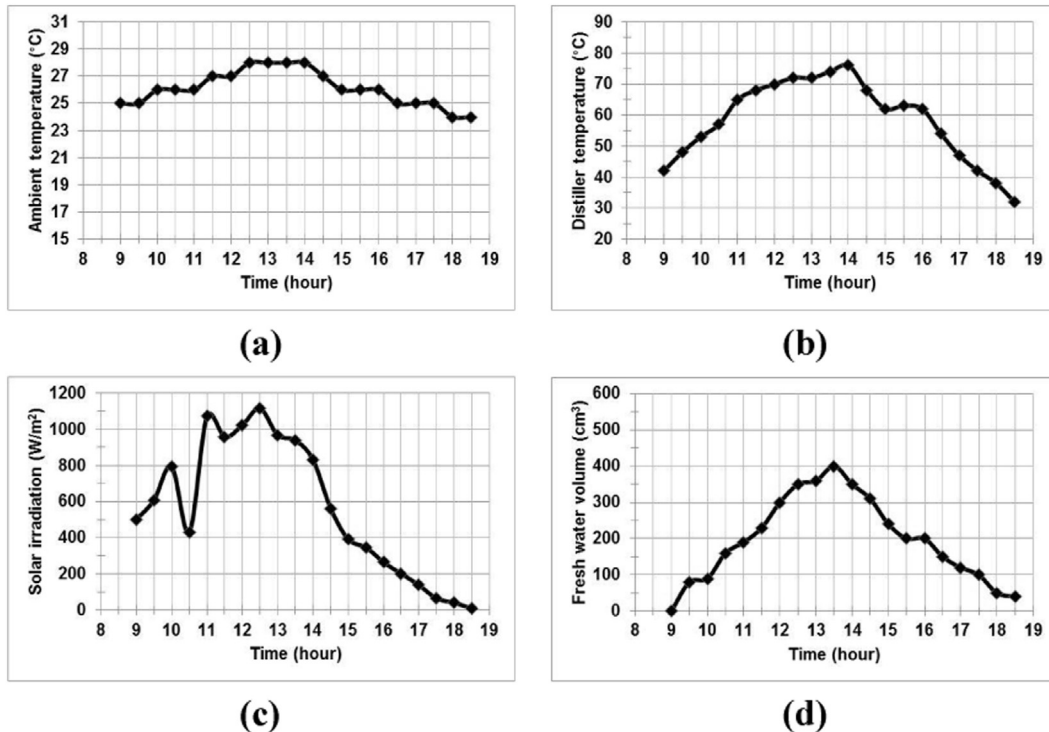 31
29
27
25
23
21
19
17
15
Ambient temperature (°C)
8 9 10 11 12 13 14 15 16 17 18 19
Time (hour)
(a)
90
80
70
60
50
40
30
20
Distiller temperature (°C)
8 9 10 11 12 13 14 15 16 17 18 19
Time (hour)
(b)
1200
1000
800
600
400
200
0
Solar irradiation (W/m²)
8 9 10 11 12 13 14 15 16 17 18 19
Time (hour)
(c)
600
500
400
300
200
100
0
Fresh water volume (cm³)
8 9 10 11 12 13 14 15 16 17 18 19
Time (hour)
(d)